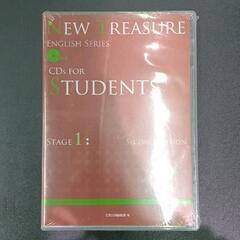 NEW TREASURE
ENGLISH SERIES
CDS FOR
STUDENTS
STAGE 1:
SECOND EDITION